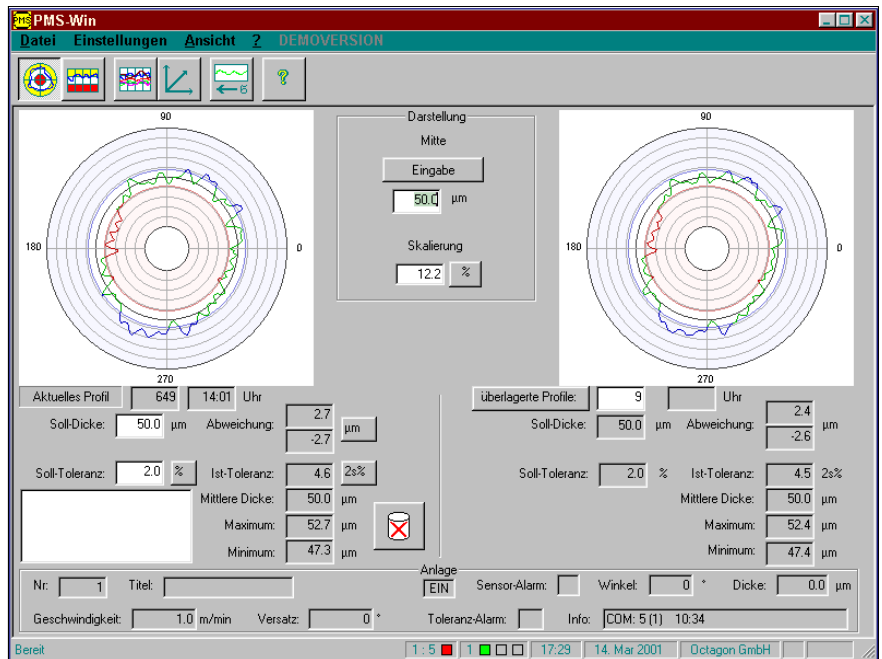 PMS PMS-Win
Datei Einstellungen Ansicht ? DEMOVERSION
6
?
90
180
0
270
Darstellung
Mitte
Eingabe
50.0 µm
Skalierung
12.2 %
90
180
0
270
Aktuelles Profil 649 14:01 Uhr
Soll-Dicke: 50.0 µm Abweichung: 2.7 µm
-2.7
Soll-Toleranz: 2.0 % Ist-Toleranz: 4.6 2s%
Mittlere Dicke: 50.0 µm
Maximum: 52.7 µm
Minimum: 47.3 µm
überlagerte Profile: 9 Uhr
Soll-Dicke: 50.0 µm Abweichung: 2.4 µm
-2.6
Soll-Toleranz: 2.0 % Ist-Toleranz: 4.5 2s%
Mittlere Dicke: 50.0 µm
Maximum: 52.4 µm
Minimum: 47.4 µm
Anlage
Nr: 1 Titel: EIN Sensor-Alarm: Winkel: 0 ° Dicke: 0.0 µm
Geschwindigkeit: 1.0 m/min Versatz: 0 ° Toleranz-Alarm: Info: COM: 5 (1) 10:34
Bereit 1 : 5 1 17:29 14. Mar 2001 Octagon GmbH